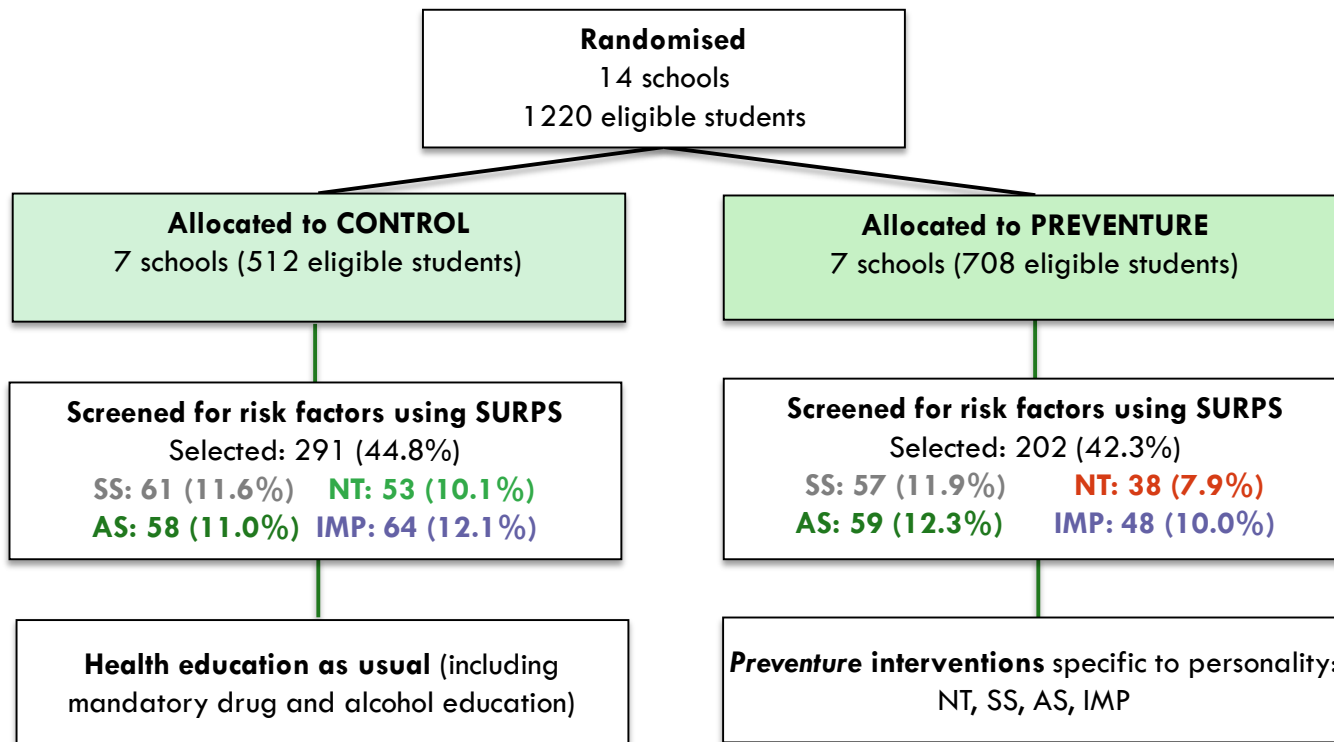 Randomised
14 schools
1220 eligible students
Allocated to CONTROL
7 schools (512 eligible students)
Allocated to PREVENTURE
7 schools (708 eligible students)
Screened for risk factors using SURPS
Selected: 291 (44.8%)
SS: 61 (11.6%) NT: 53 (10.1%)
AS: 58 (11.0%) IMP: 64 (12.1%)
Screened for risk factors using SURPS
Selected: 202 (42.3%)
SS: 57 (11.9%) NT: 38 (7.9%)
AS: 59 (12.3%) IMP: 48 (10.0%)
Health education as usual (including
mandatory drug and alcohol education)
Preventure interventions specific to personality:
NT, SS, AS, IMP